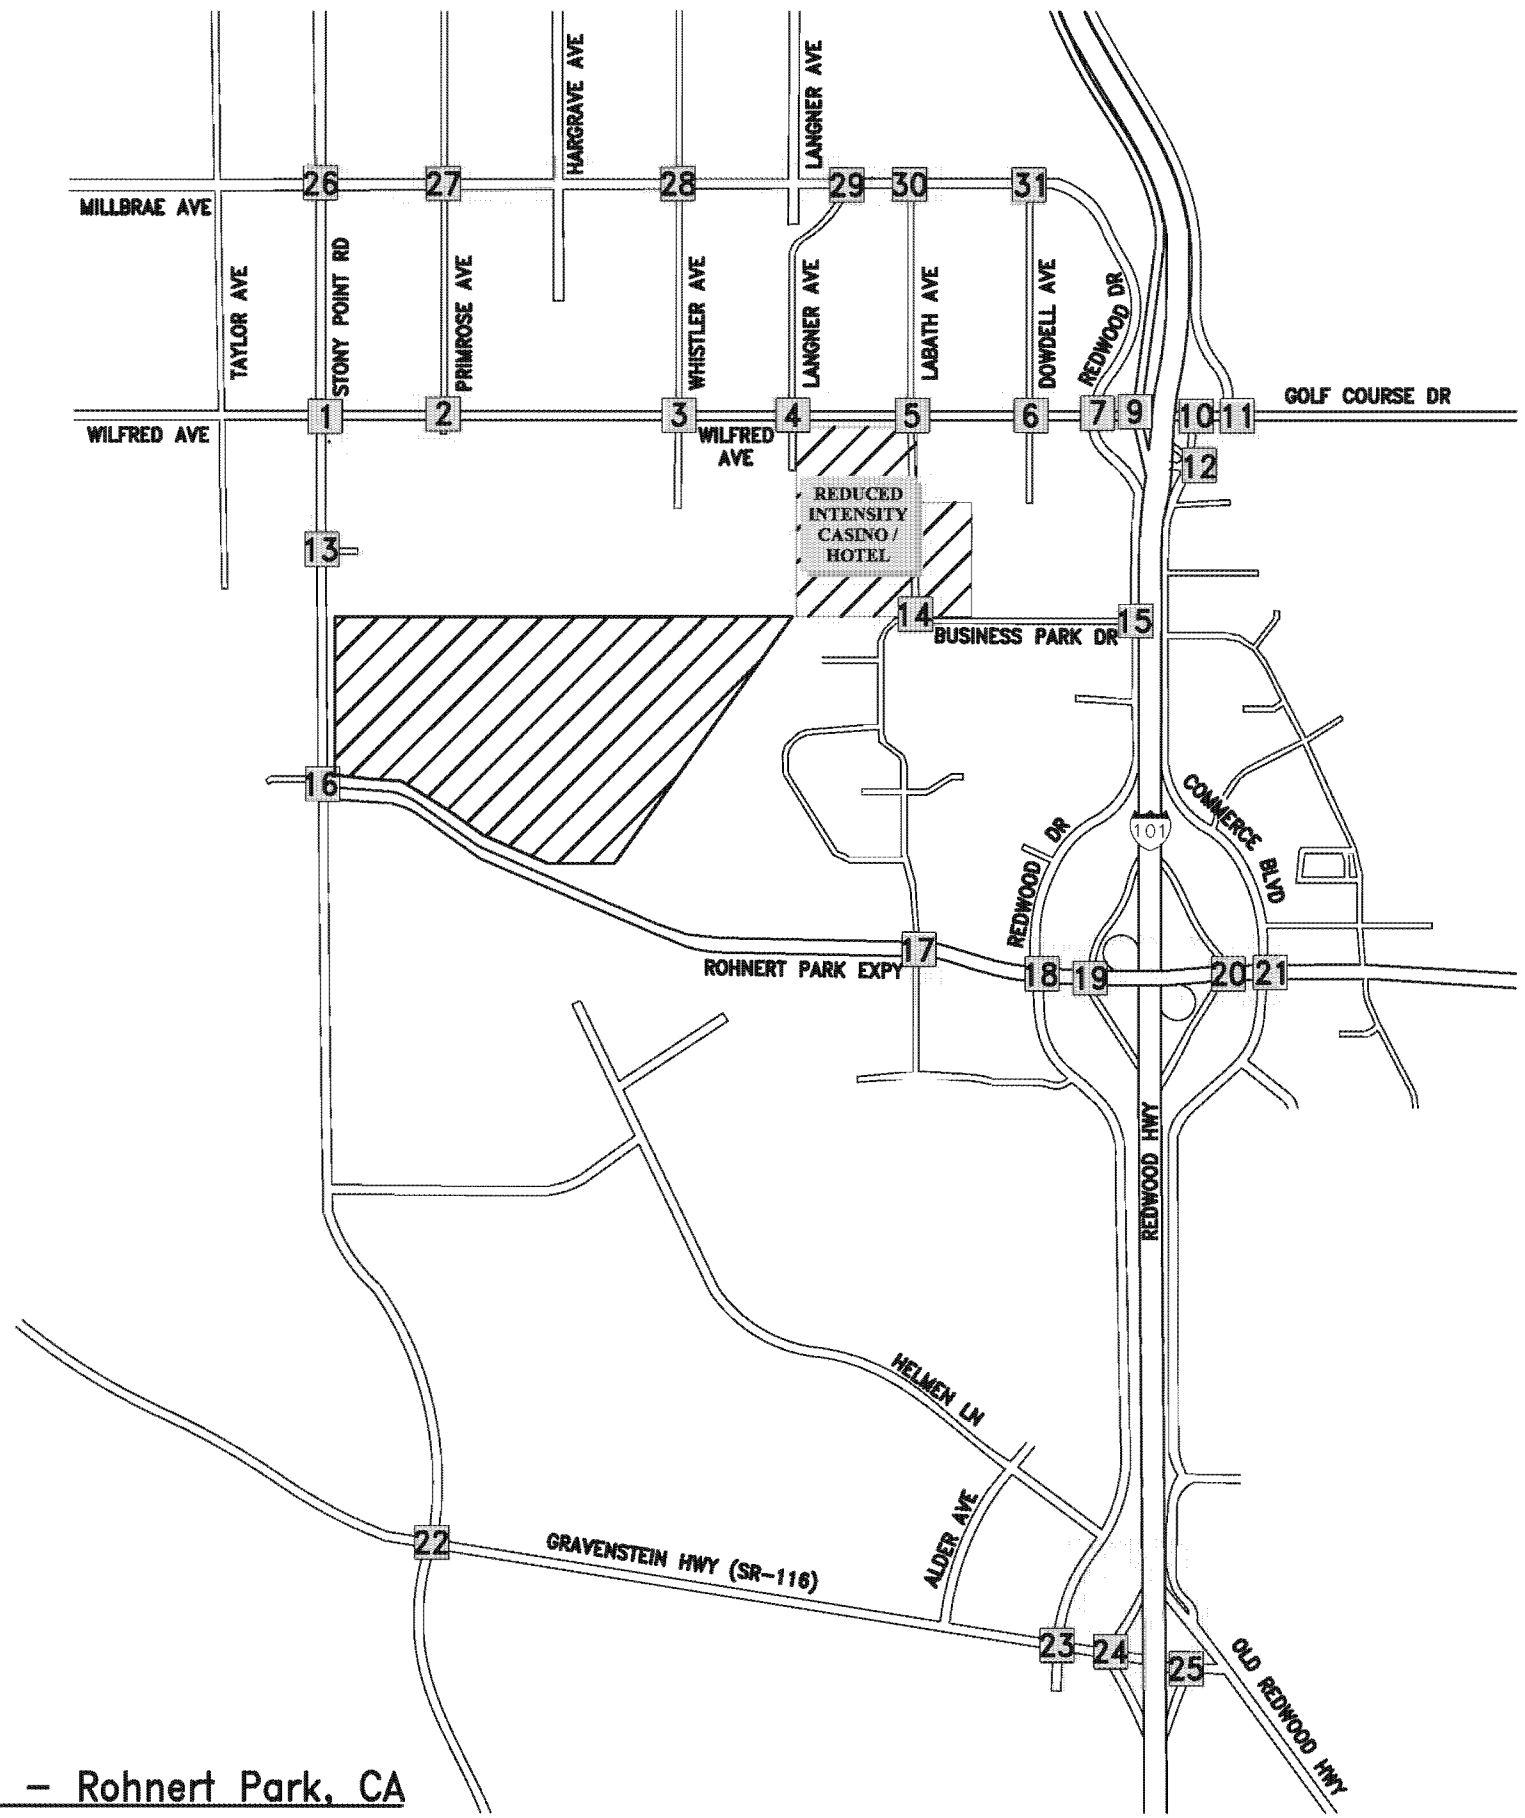 HARGRAVE AVE
LANGNER AVE
26
27
28
29
30
31
MILLBRAE AVE
TAYLOR AVE
STONY POINT RD
PRIMROSE AVE
WHISTLER AVE
LANGNER AVE
LABATH AVE
DOWDELL AVE
REDWOOD DR
GOLF COURSE DR
1
2
3
4
5
6
7
9
10
11
WILFRED AVE
WILFRED
AVE
12
REDUCED
INTENSITY
CASINO /
HOTEL
13
14
15
BUSINESS PARK DR
16
101
COMMERCE BLVD
REDWOOD DR
17
18
19
20
21
ROHNERT PARK EXPY
REDWOOD HWY
HELMEN LN
ALDER AVE
22
GRAVENSTEIN HWY (SR-116)
23
24
25
OLD REDWOOD HWY
- Rohnert Park, CA